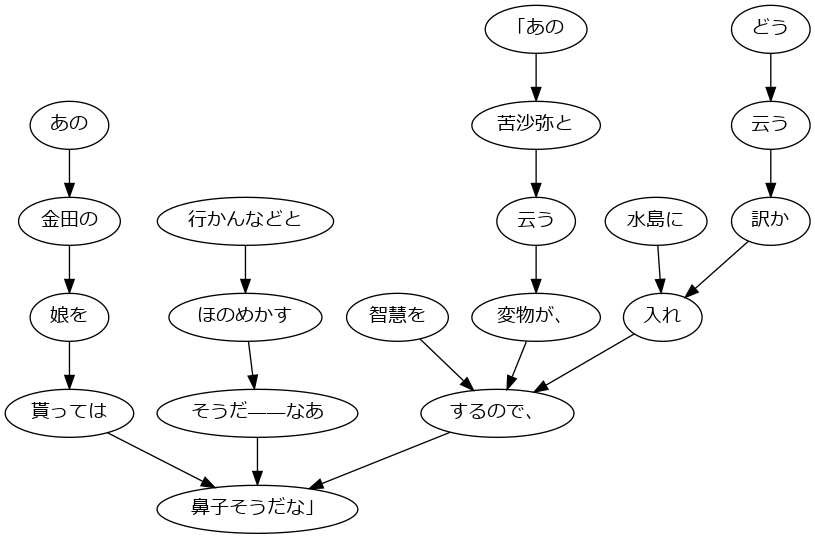 「あの
どう
あの
苦沙弥と
云う
金田の
行かんなどと
云う
水島に
訳か
娘を
ほのめかす
智慧を
変物が、
入れ
貰っては
そうだ――なあ
するので、
鼻子そうだな」